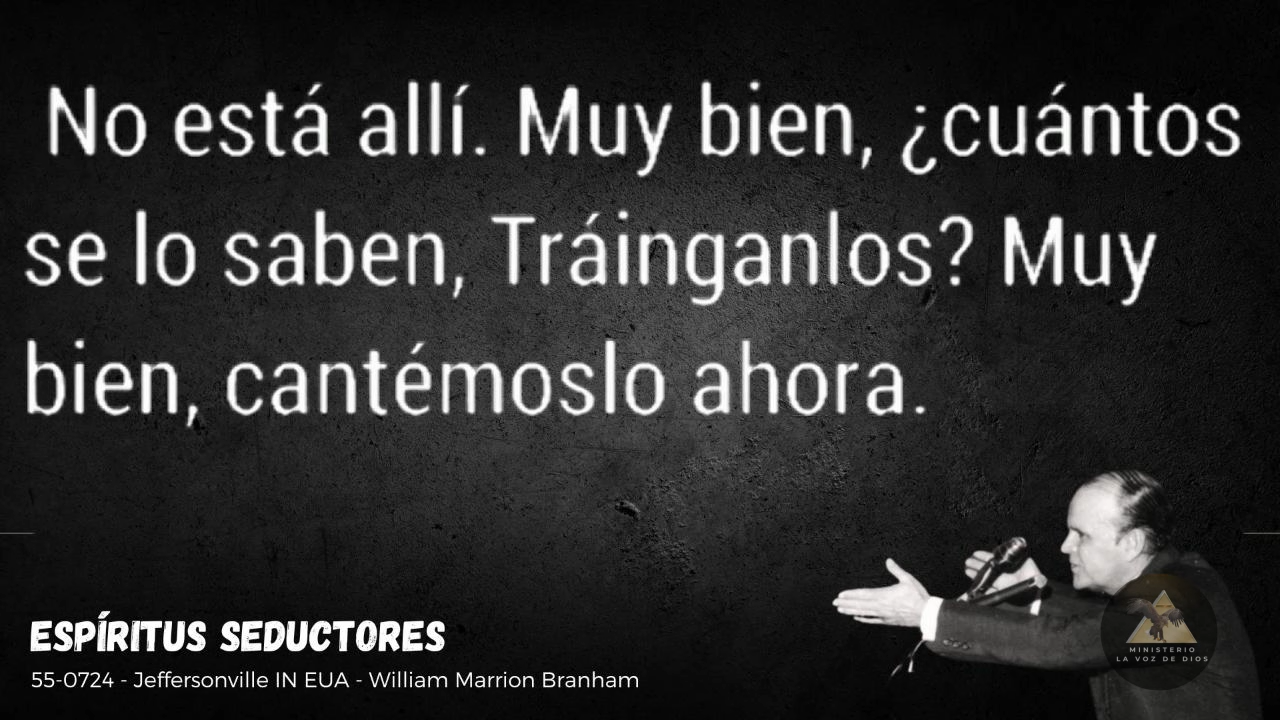 No está allí. Muy bien, ¿cuántos
se lo saben, Tráinganlos? Muy
bien, cantémoslo ahora.
ESPÍRITUS SEDUCTORES
55-0724 - Jeffersonville IN EUA - William Marrion Branham
MINISTERIO
LA VOZ DE DIOS